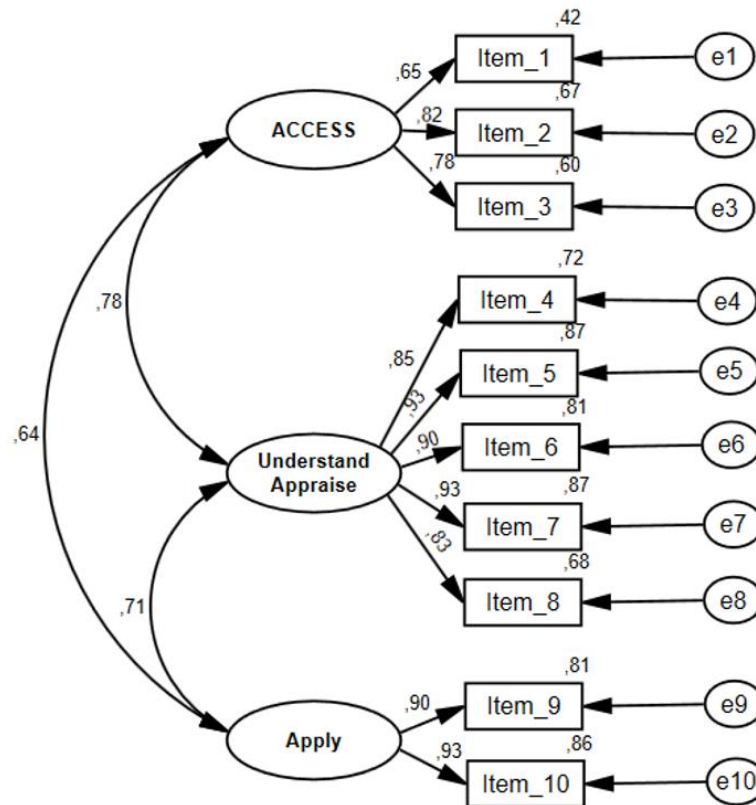 ,42
Item_1
e1
,65
,67
ACCESS
,82
Item_2
e2
,78
,60
Item_3
e3
,72
,78
Item_4
e4
,85
,87
Item_5
e5
,93
,81
,64
Understand
Appraise
,90
Item_6
e6
,93
,87
Item_7
e7
,83
,68
Item_8
e8
,71
,81
,90
Item_9
e9
Apply
,93
,86
Item_10
e10